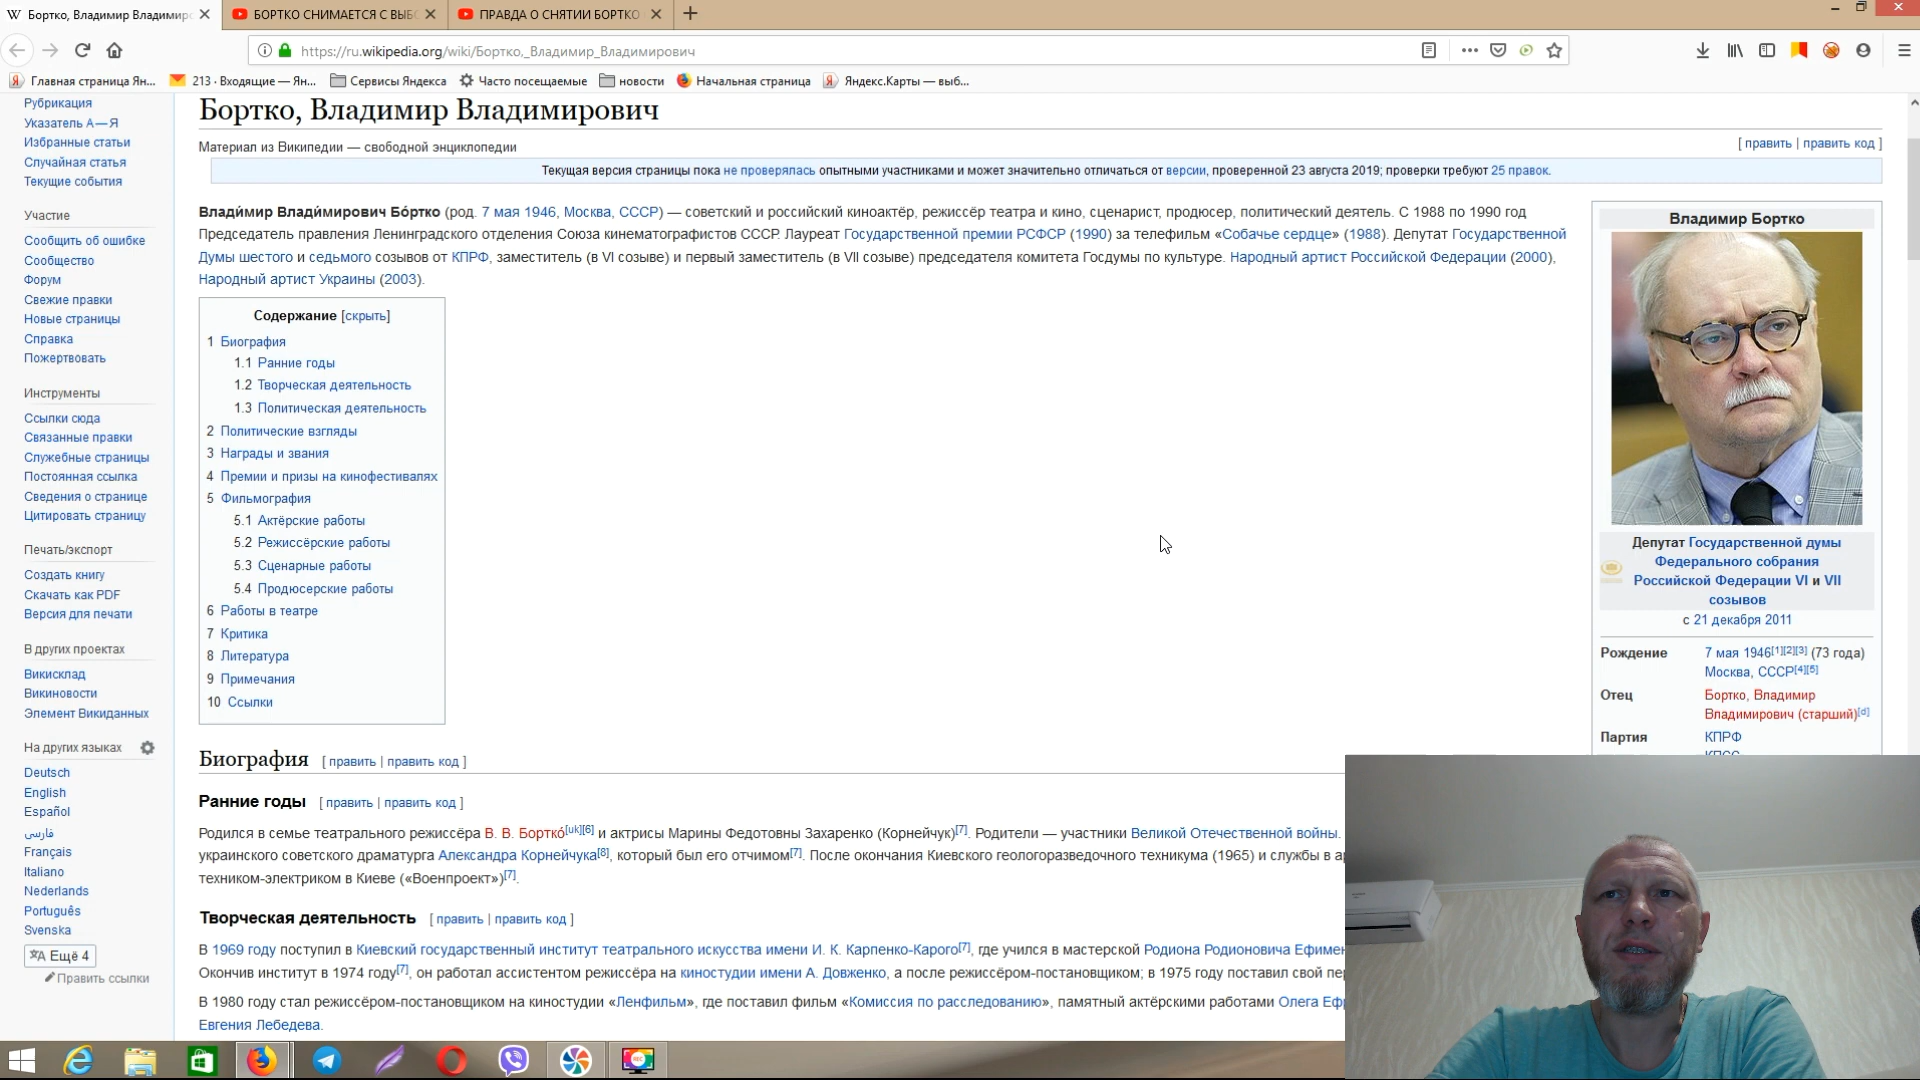 Бортко, Владимир Владимиро
БОРТКО СНИМАЕТСЯ С ВЫБ
ПРАВДА О СНЯТИИ БОРТКО
https://ru.wikipedia.org/wiki/Бортко,_Владимир_Владимирович
Главная страница Ян...
213 · Входящие — Ян...
Сервисы Яндекса
Часто посещаемые
новости
Начальная страница
Яндекс.Карты — выб...
Рубрикация
Указатель А — Я
Избранные статьи
Случайная статья
Текущие события
Участие
Сообщить об ошибке
Сообщество
Форум
Свежие правки
Новые страницы
Справка
Пожертвовать
Инструменты
Ссылки сюда
Связанные правки
Служебные страницы
Постоянная ссылка
Сведения о странице
Цитировать страницу
Печать/экспорт
Создать книгу
Скачать как PDF
Версия для печати
В других проектах
Викисклад
Викиновости
Элемент Викиданных
На других языках
Deutsch
English
Español
فارسی
Français
Italiano
Nederlands
Português
Svenska
Ещё 4
Править ссылки
Бортко, Владимир Владимирович
Материал из Википедии — свободной энциклопедии
[ править | править код ]
Текущая версия страницы пока не проверялась опытными участниками и может значительно отличаться от версии, проверенной 23 августа 2019; проверки требуют 25 правок.
Влади́мир Влади́мирович Бо́ртко (род. 7 мая 1946, Москва, СССР) — советский и российский киноактёр, режиссёр театра и кино, сценарист, продюсер, политический деятель. С 1988 по 1990 год
Председатель правления Ленинградского отделения Союза кинематографистов СССР. Лауреат Государственной премии РСФСР (1990) за телефильм «Собачье сердце» (1988). Депутат Государственной
Думы шестого и седьмого созывов от КПРФ, заместитель (в VI созыве) и первый заместитель (в VII созыве) председателя комитета Госдумы по культуре. Народный артист Российской Федерации (2000),
Народный артист Украины (2003).
Содержание [скрыть]
1 Биография
1.1 Ранние годы
1.2 Творческая деятельность
1.3 Политическая деятельность
2 Политические взгляды
3 Награды и звания
4 Премии и призы на кинофестивалях
5 Фильмография
5.1 Актёрские работы
5.2 Режиссёрские работы
5.3 Сценарные работы
5.4 Продюсерские работы
6 Работы в театре
7 Критика
8 Литература
9 Примечания
10 Ссылки
Биография [ править | править код ]
Ранние годы [ править | править код ]
Родился в семье театрального режиссёра В. В. Бортко́[uk][6] и актрисы Марины Федотовны Захаренко (Корнейчук)[7]. Родители — участники Великой Отечественной войны.
украинского советского драматурга Александра Корнейчука[8], который был его отчимом[7]. После окончания Киевского геологоразведочного техникума (1965) и службы в а
техником-электриком в Киеве («Военпроект»)[7].
Творческая деятельность [ править | править код ]
В 1969 году поступил в Киевский государственный институт театрального искусства имени И. К. Карпенко-Карого[7], где учился в мастерской Родиона Родионовича Ефимен
Окончив институт в 1974 году[7], он работал ассистентом режиссёра на киностудии имени А. Довженко, а после режиссёром-постановщиком; в 1975 году поставил свой пе
В 1980 году стал режиссёром-постановщиком на киностудии «Ленфильм», где поставил фильм «Комиссия по расследованию», памятный актёрскими работами Олега Еф
Евгения Лебедева.
Владимир Бортко
Депутат Государственной думы
Федерального собрания
Российской Федерации VI и VII
созывов
с 21 декабря 2011
Рождение 7 мая 1946[1][2][3] (73 года)
Москва, СССР[4][5]
Отец Бортко, Владимир
Владимирович (старший)[d]
Партия КПРФ
КПСС
REC